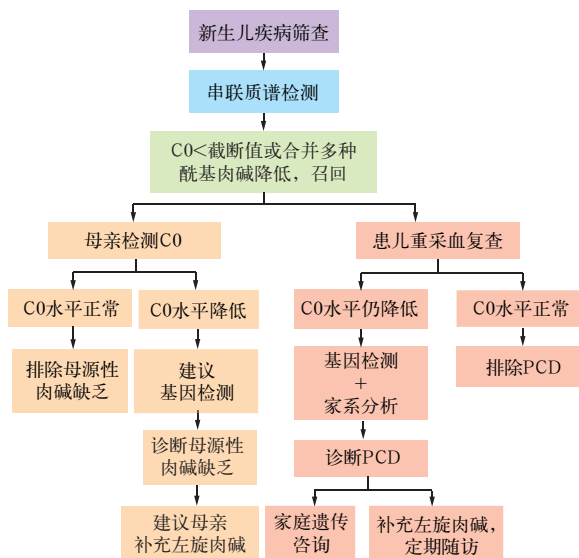 新生儿疾病筛查
串联质谱检测
C0<截断值或合并多种
酰基肉碱降低，召回
母亲检测C0
患儿重采血复查
C0水平正常
C0水平降低
C0水平仍降低
C0水平正常
排除母源性
肉碱缺乏
建议
基因检测
基因检测
+
家系分析
排除PCD
诊断母源性
肉碱缺乏
诊断PCD
建议母亲
补充左旋肉碱
家庭遗传
咨询
补充左旋肉碱，
定期随访